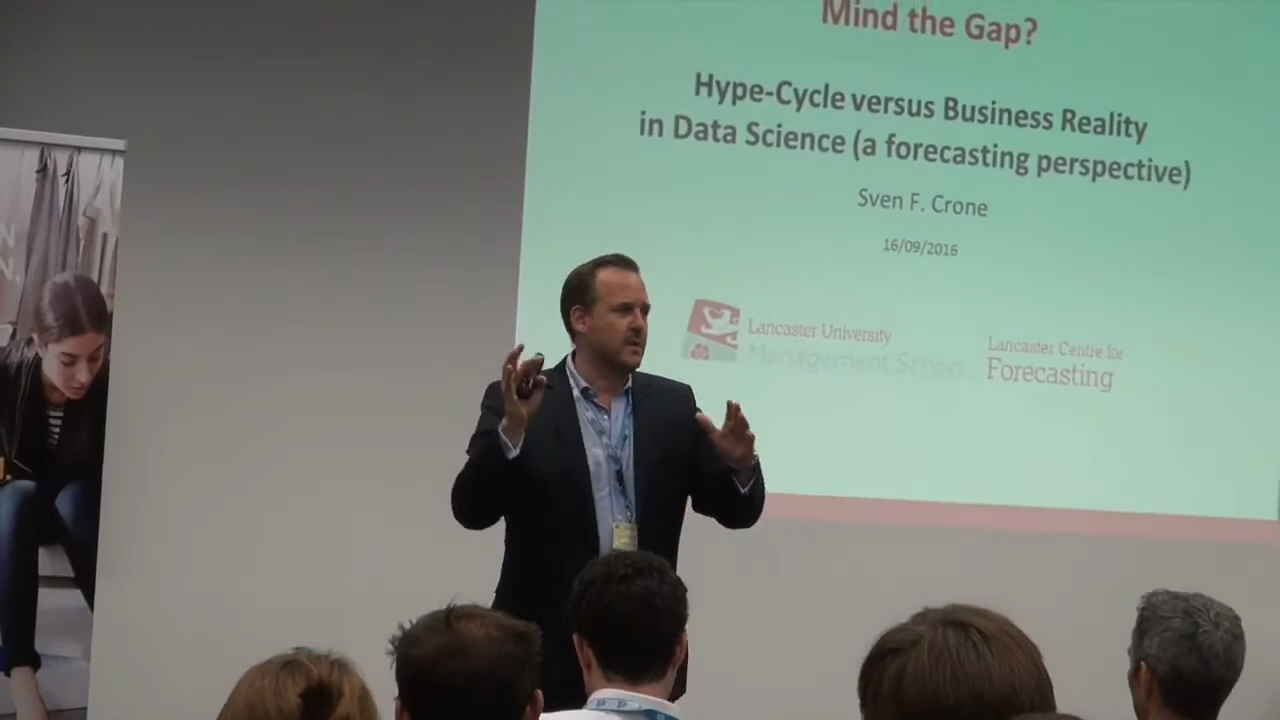 Mind the Gap?
Hype-Cycle versus Business Reality
in Data Science (a forecasting perspective)
Sven F. Crone
16/09/2016
Lancaster University
Management School
Lancaster Centre for
Forecasting